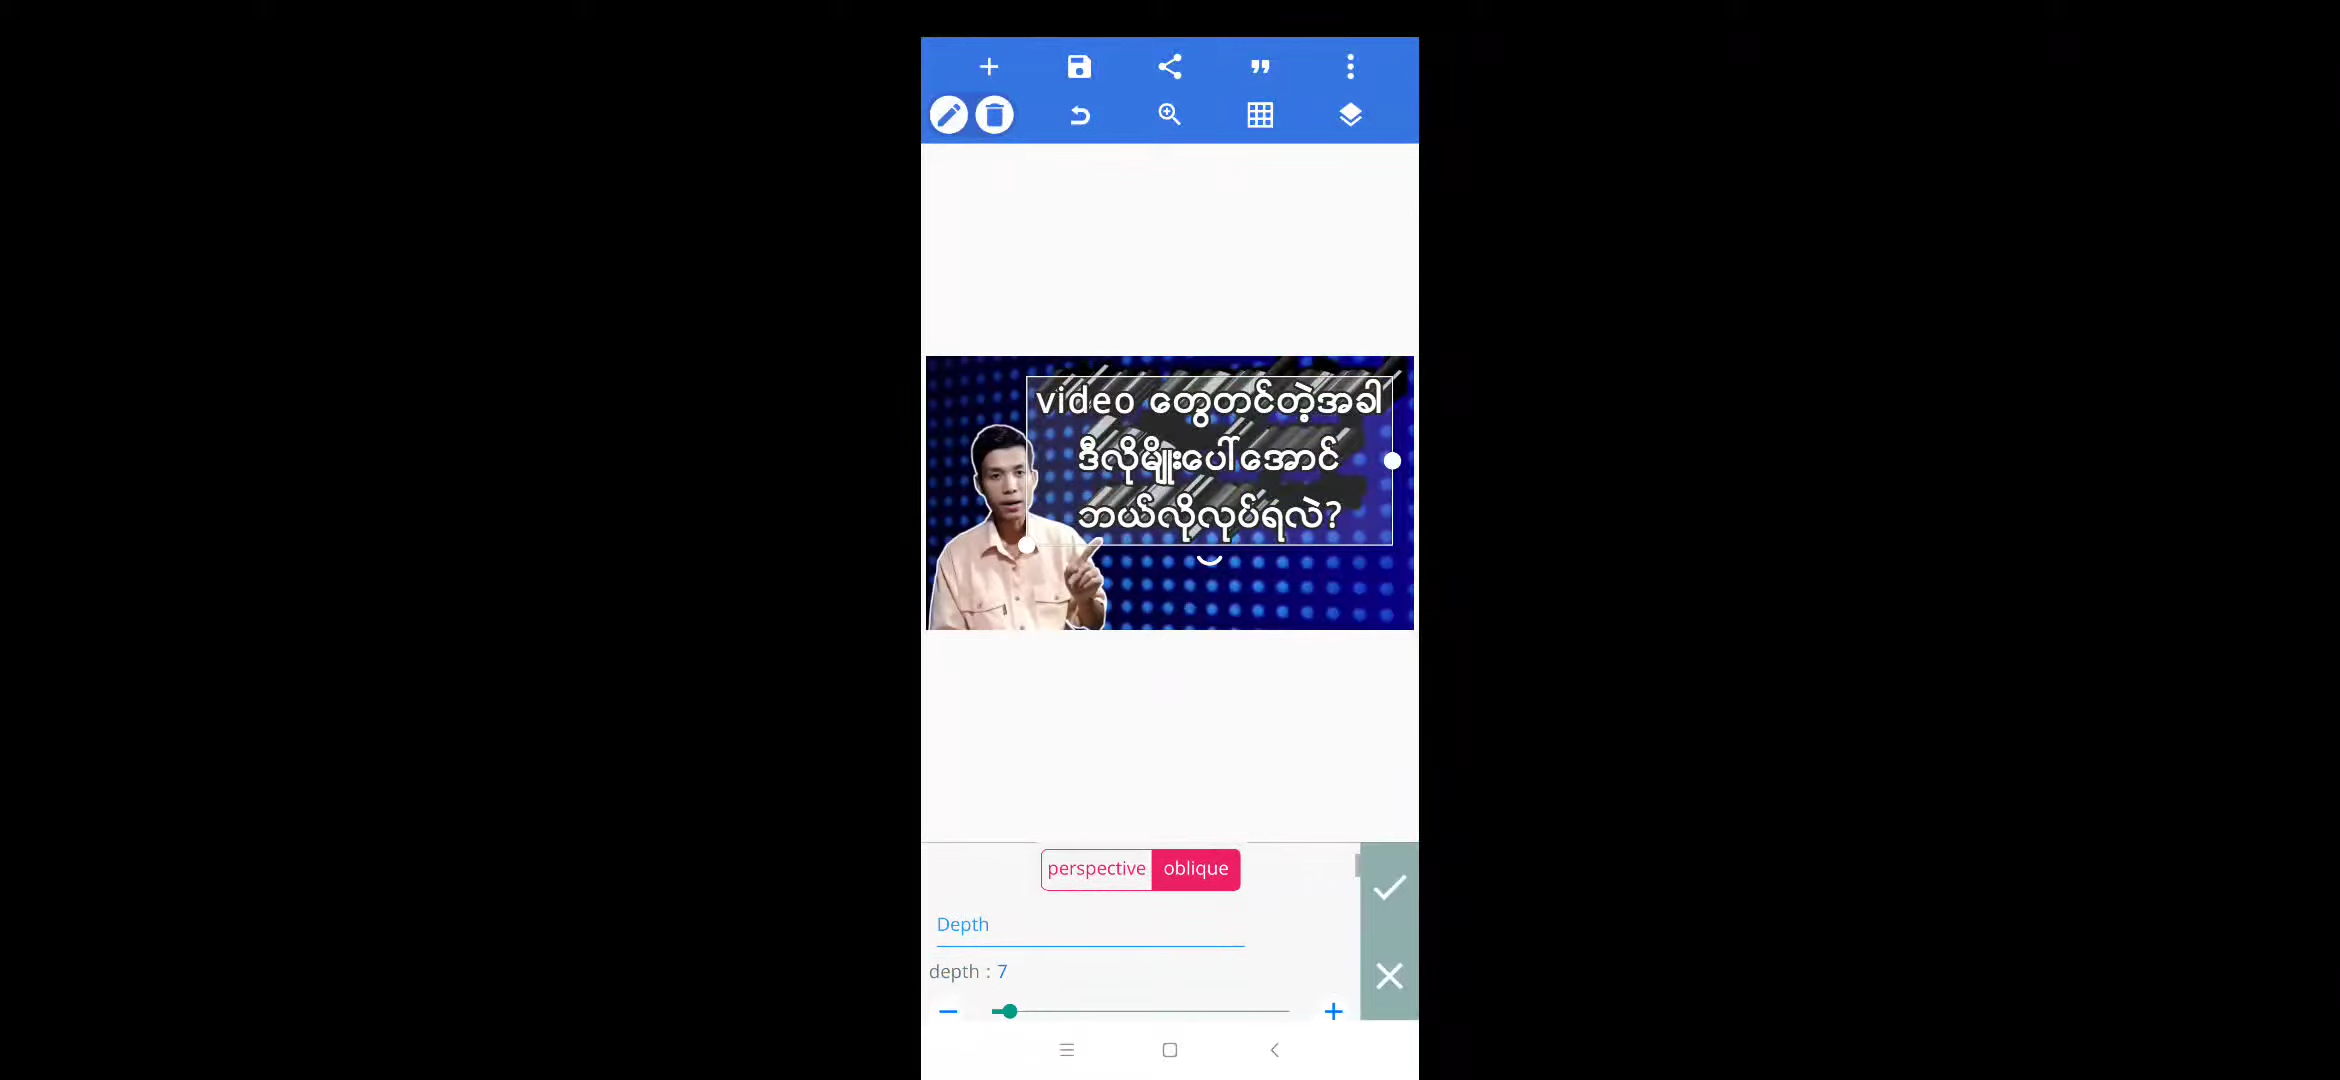 video တွေတင်တဲ့အခါ
ဒီလိုမျိုးပေါ်အောင်
ဘယ်လိုလုပ်ရလဲ?
perspective oblique
Depth
depth : 7